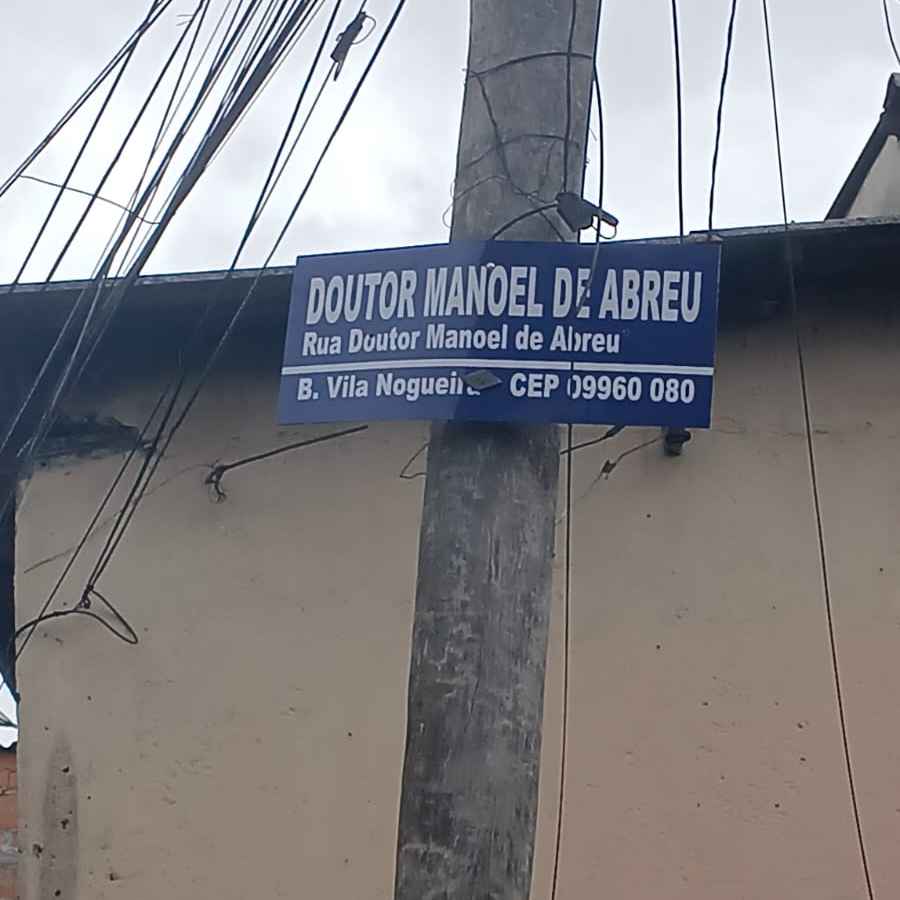 DOUTOR MANOEL DE ABREU
Rua Doutor Manoel de Abreu
B. Vila Nogueira CEP 09960 080